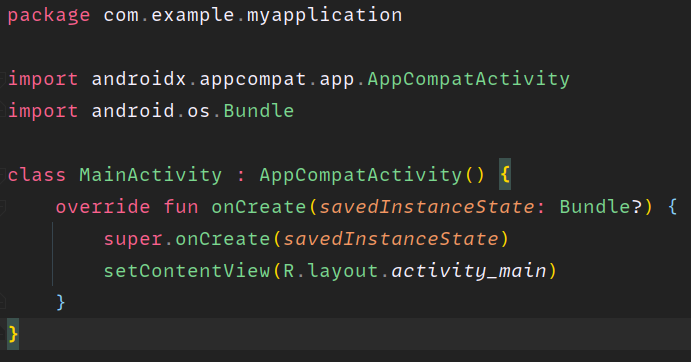 package com.example.myapplication
import androidx.appcompat.app.AppCompatActivity
import android.os.Bundle
class MainActivity : AppCompatActivity() {
override fun onCreate(savedInstanceState: Bundle?) {
super.onCreate(savedInstanceState)
setContentView(R.layout.activity_main)
}
}